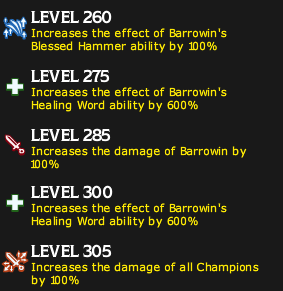 LEVEL 260
Increases the effect of Barrowin's
Blessed Hammer ability by 100%
LEVEL 275
Increases the effect of Barrowin's
Healing Word ability by 600%
LEVEL 285
Increases the damage of Barrowin by
100%
LEVEL 300
Increases the effect of Barrowin's
Healing Word ability by 600%
LEVEL 305
Increases the damage of all Champions
by 100%